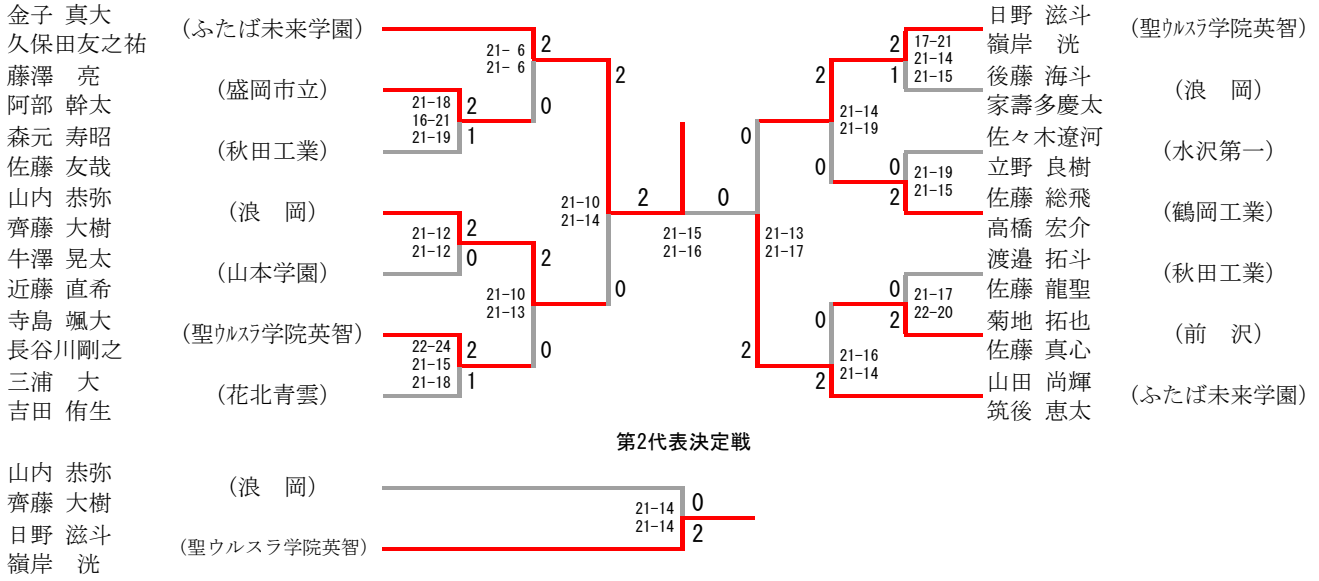 金子 真大
久保田友之祐
(ふたば未来学園)
藤澤 亮
阿部 幹太
(盛岡市立)
森元 寿昭
佐藤 友哉
(秋田工業)
山内 恭弥
齊藤 大樹
(浪 岡)
牛澤 晃太
近藤 直希
(山本学園)
寺島 颯大
長谷川剛之
(聖ウルスラ学院英智)
三浦 大
吉田 侑生
(花北青雲)
21-18
16-21
21-19
2
1
21-12
21-12
2
0
22-24
21-15
21-18
2
1
21- 6
21- 6
2
0
21-10
21-13
2
0
21-10
21-14
2
0
2
0
21-15
21-16
日野 滋斗
嶺岸 洸
(聖ウルスラ学院英智)
後藤 海斗
家壽多慶太
(浪 岡)
佐々木遼河
立野 良樹
(水沢第一)
佐藤 総飛
高橋 宏介
(鶴岡工業)
渡邉 拓斗
佐藤 龍聖
(秋田工業)
菊地 拓也
佐藤 真心
(前 沢)
山田 尚輝
筑後 恵太
(ふたば未来学園)
2
1
17-21
21-14
21-15
0
2
21-19
21-15
0
2
21-17
22-20
2
0
21-14
21-19
0
2
21-16
21-14
0
2
21-13
21-17
第2代表決定戦
山内 恭弥
齊藤 大樹
(浪 岡)
日野 滋斗
嶺岸 洸
(聖ウルスラ学院英智)
21-14
21-14
0
2